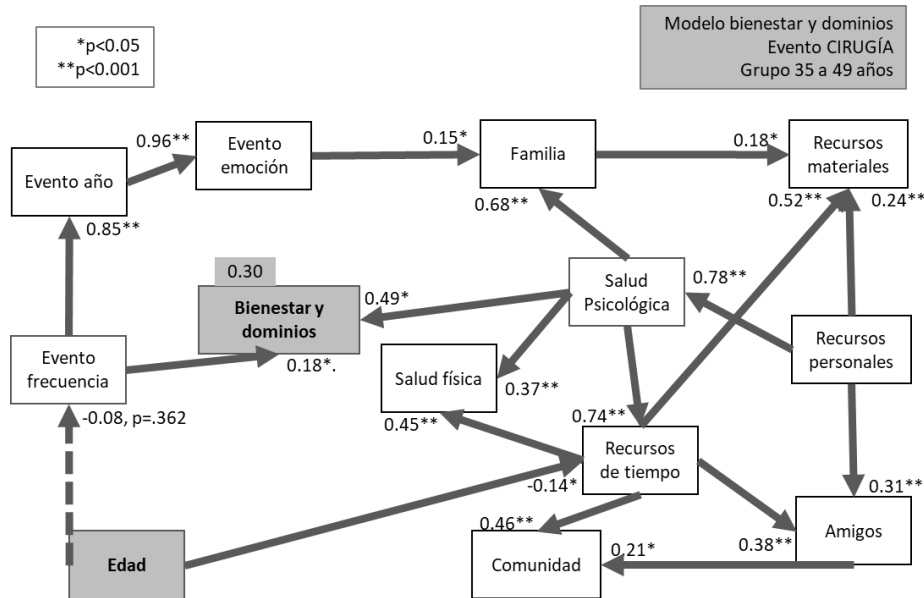 *p<0.05
**p<0.001
Modelo bienestar y dominios
Evento CIRUGÍA
Grupo 35 a 49 años
0.96**
Evento
emoción
0.15*
Familia
0.18*
Recursos
materiales
Evento año
0.85**
0.68**
0.52**
0.24**
0.30
Bienestar y
dominios
0.49*
Salud
Psicológica
0.78**
Evento
frecuencia
0.18*.
Salud física
0.37**
Recursos
personales
-0.08, p=.362
0.45**
0.74**
Recursos
de tiempo
-0.14*
0.31**
Edad
0.46**
Comunidad
0.21*
0.38**
Amigos